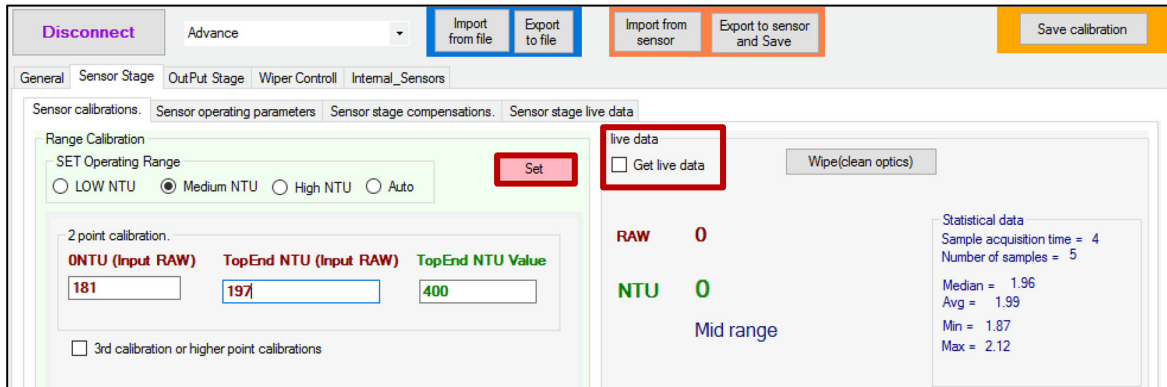 Disconnect
Advance
Import from file
Export to file
Import from sensor
Export to sensor and Save
Save calibration
General
Sensor Stage
OutPut Stage
Wiper Controll
Internal_Sensors
Sensor calibrations.
Sensor operating parameters
Sensor stage compensations.
Sensor stage live data
Range Calibration
SET Operating Range
LOW NTU
Medium NTU
High NTU
Auto
Set
2 point calibration.
0NTU (Input RAW)
TopEnd NTU (Input RAW)
TopEnd NTU Value
181
197
400
3rd calibration or higher point calibrations
live data
Get live data
Wipe(clean optics)
RAW 0
NTU 0
Mid range
Statistical data
Sample acquisition time = 4
Number of samples = 5
Median = 1.96
Avg = 1.99
Min = 1.87
Max = 2.12